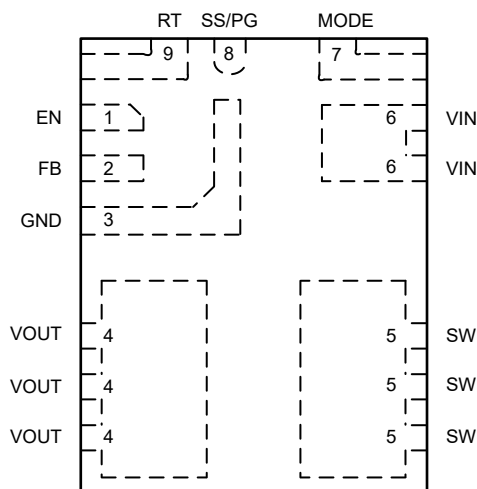 RT SS/PG MODE
9 8 7
EN 1 6 VIN
FB 2 6 VIN
GND 3
VOUT 4 5 SW
VOUT 4 5 SW
VOUT 4 5 SW